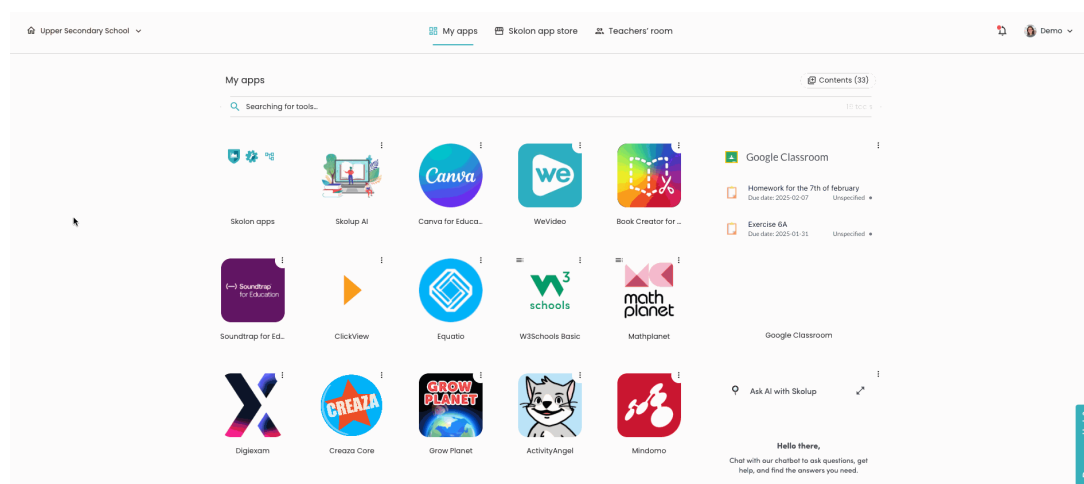 Upper Secondary School
My apps
Skolon app store
Teachers' room
Demo
My apps
Contents (33)
Searching for tools...
Skolon apps
Skolup AI
Canva
Canva for Educa...
we
WeVideo
Book Creator for ...
Google Classroom
Homework for the 7th of february
Due date: 2025-02-07
Unspecified
Exercise 6A
Due date: 2025-01-31
Unspecified
Google Classroom
Soundtrap
for Education
Soundtrap for Ed...
ClickView
Equatio
w3
schools
W3Schools Basic
math
planet
Mathplanet
Digiexam
CREAZA
Creaza Core
GROW
PLANET
Grow Planet
ActivityAngel
Mindomo
Ask AI with Skolup
Hello there,
Chat with our chatbot to ask questions, get
help, and find the answers you need.